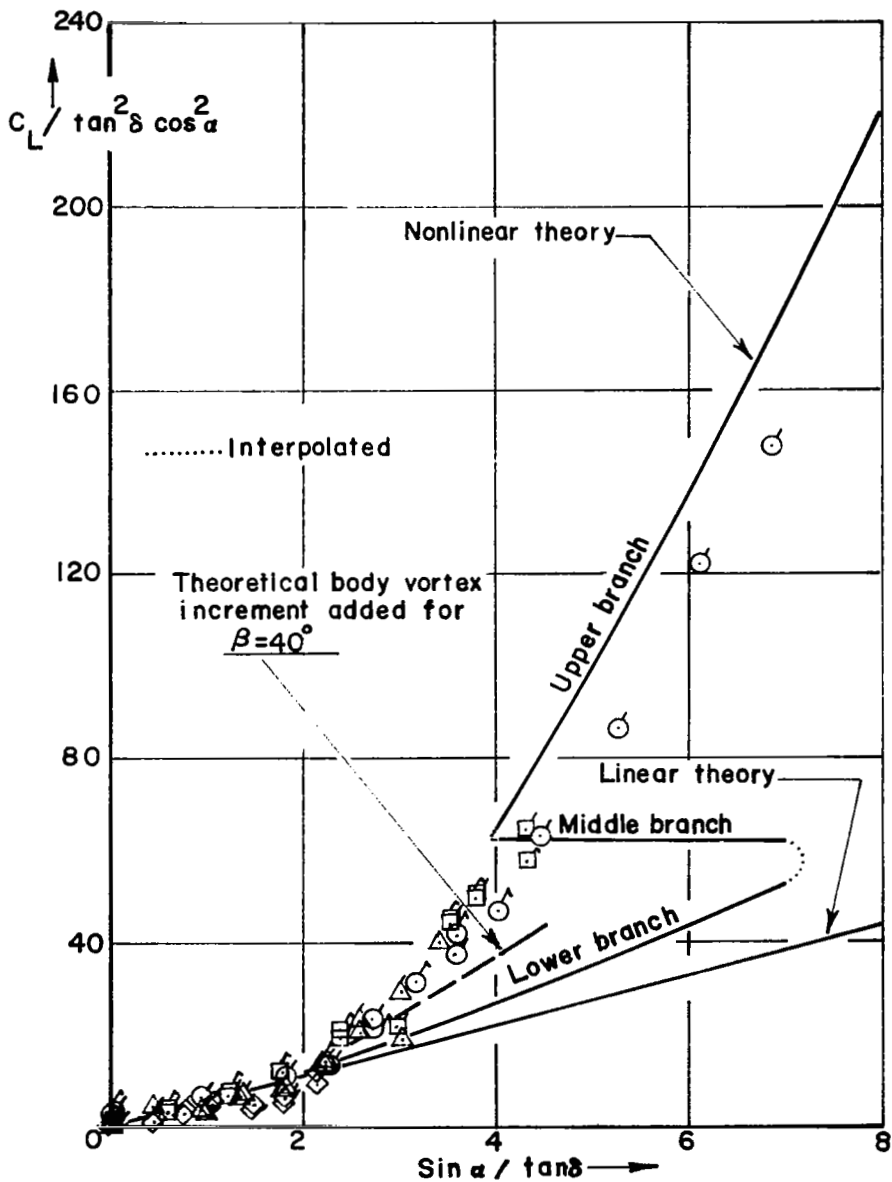 240
C_L / tan²δ cos²α
200
Nonlinear theory
160
.........Interpolated
120
Theoretical body vortex
increment added for
β=40°
Upper branch
80
Linear theory
Middle branch
40
Lower branch
0 2 4 6 8
Sin α / tanδ